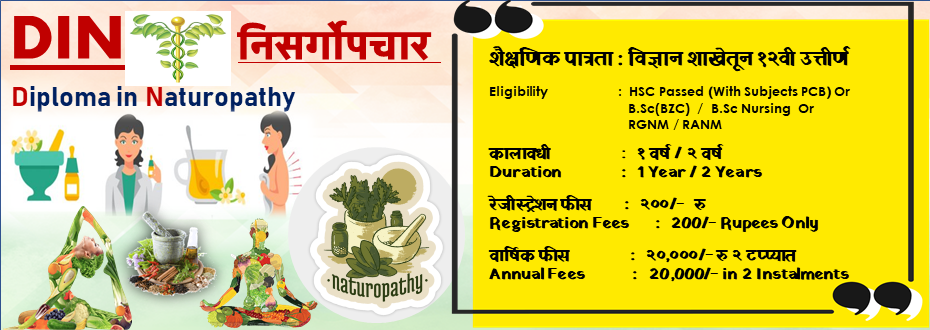 DIN निसर्गोपचार
Diploma in Naturopathy
naturopathy
शैक्षणिक पात्रता : विज्ञान शाखेतून १२वी उत्तीर्ण
Eligibility : HSC Passed (With Subjects PCB) Or
B.Sc(BZC) / B.Sc Nursing Or
RGNM / RANM
कालावधी : १ वर्ष / २ वर्ष
Duration : 1 Year / 2 Years
रेजीस्ट्रेशन फीस : २००/- रु
Registration Fees : 200/- Rupees Only
वार्षिक फीस : २०,०००/- रु २ टप्प्यात
Annual Fees : 20,000/- in 2 Instalments